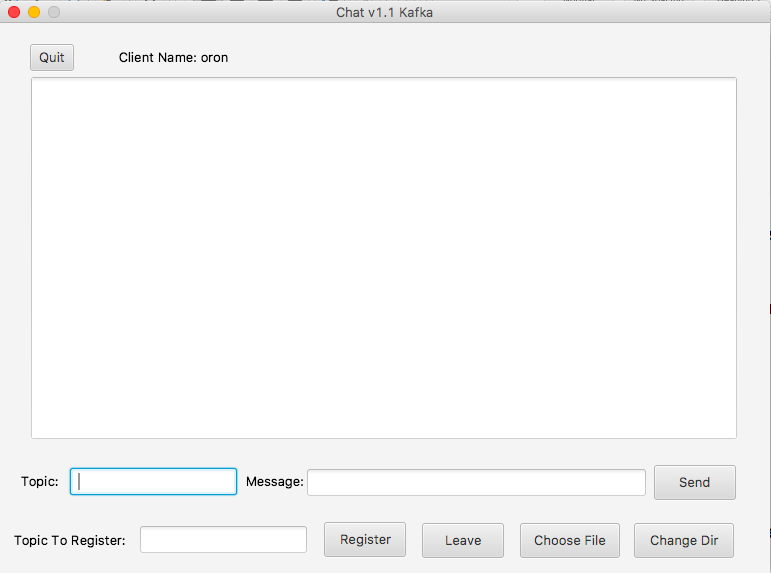 Chat v1.1 Kafka
Quit Client Name: oron
Topic: Message: Send
Topic To Register: Register Leave Choose File Change Dir